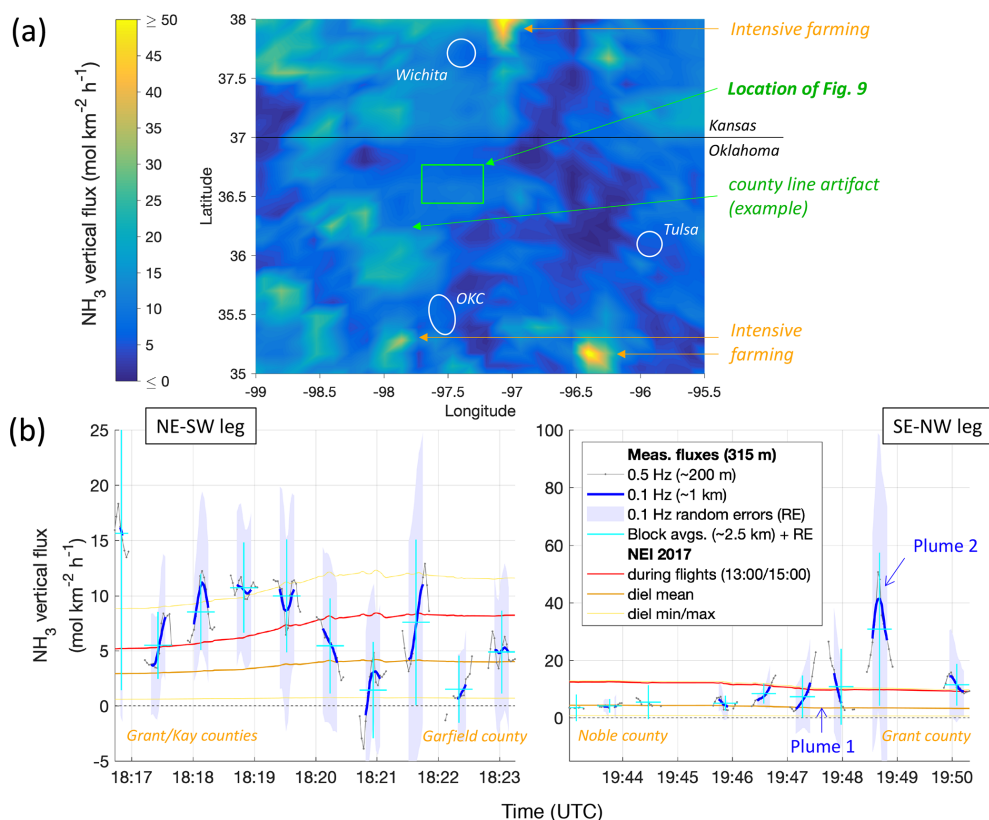 (a)
NH3 vertical flux (mol km-2 h-1)
≥ 50
45
40
35
30
25
20
15
10
5
≤ 0
Latitude
38
37.5
37
36.5
36
35.5
35
-99
-98.5
-98
-97.5
-97
-96.5
-96
-95.5
Longitude
Wichita
OKC
Tulsa
Intensive farming
Location of Fig. 9
Kansas
Oklahoma
county line artifact
(example)
Intensive
farming
(b)
NE-SW leg
NH3 vertical flux
(mol km-2 h-1)
25
20
15
10
5
0
-5
Grant/Kay counties
Garfield county
18:17
18:18
18:19
18:20
18:21
18:22
18:23
SE-NW leg
100
80
60
40
20
0
Meas. fluxes (315 m)
0.5 Hz (~200 m)
0.1 Hz (~1 km)
0.1 Hz random errors (RE)
Block avgs. (~2.5 km) + RE
NEI 2017
during flights (13:00/15:00)
diel mean
diel min/max
Plume 2
Plume 1
Noble county
Grant county
19:44
19:45
19:46
19:47
19:48
19:49
19:50
Time (UTC)